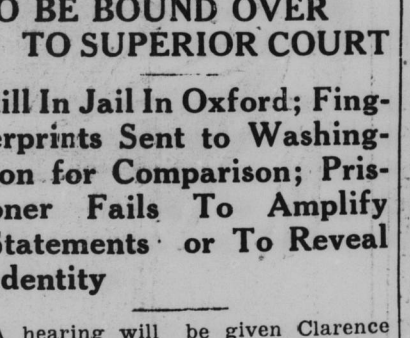 O BE BOUND OVER
TO SUPERIOR COURT
ill In Jail In Oxford; Fing-
erprints Sent to Washing-
on for Comparison; Pris-
oner Fails To Amplify
Statements or To Reveal
dentity
A hearing will be given Clarence